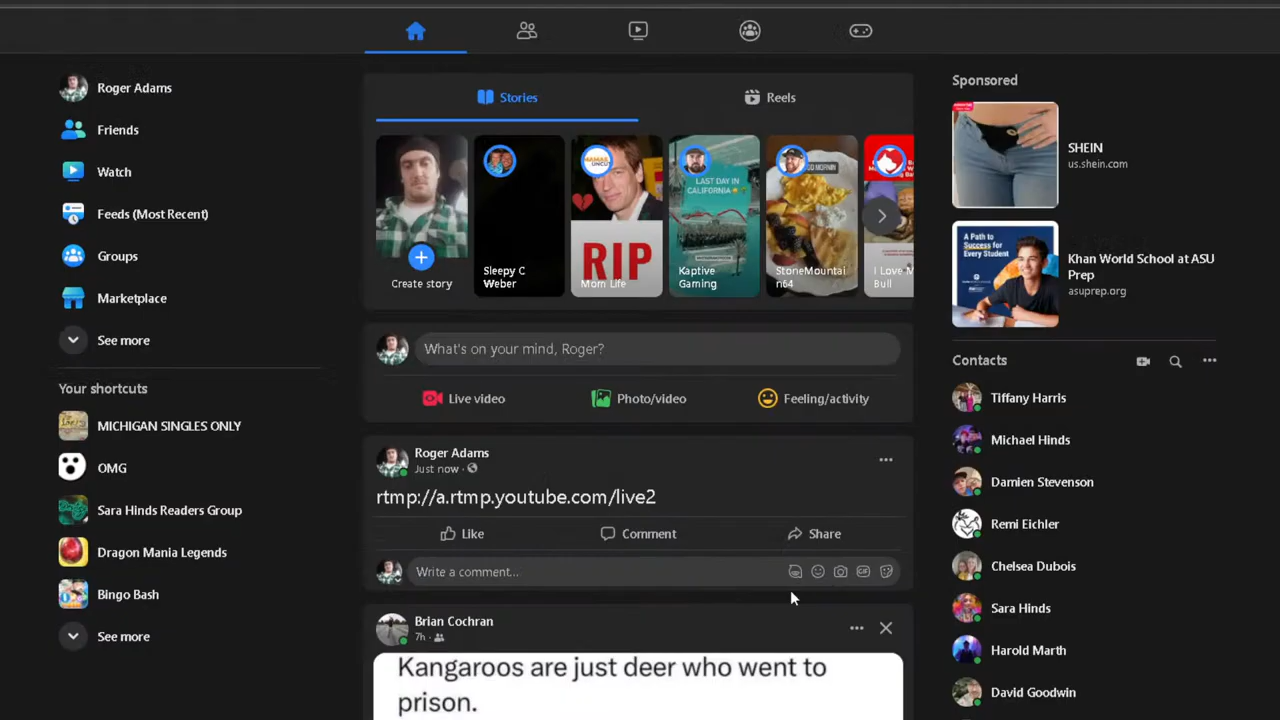 Roger Adams
Friends
Watch
Feeds (Most Recent)
Groups
Marketplace
See more
Your shortcuts
MICHIGAN SINGLES ONLY
OMG
Sara Hinds Readers Group
Dragon Mania Legends
Bingo Bash
See more
Stories
Reels
Create story
Sleepy C
Weber
RIP
Mom Life
LAST DAY IN
CALIFORNIA
Kaptive
Gaming
StoneMountai
n64
I Love M
Bull
What's on your mind, Roger?
Live video
Photo/video
Feeling/activity
Roger Adams
Just now
rtmp://a.rtmp.youtube.com/live2
Like
Comment
Share
Write a comment...
GIF
Brian Cochran
7h
Kangaroos are just deer who went to
prison.
Sponsored
SHEIN
us.shein.com
A Path to
Success for
Every Student
Khan World School at ASU
Prep
asuprep.org
Contacts
Tiffany Harris
Michael Hinds
Damien Stevenson
Remi Eichler
Chelsea Dubois
Sara Hinds
Harold Marth
David Goodwin